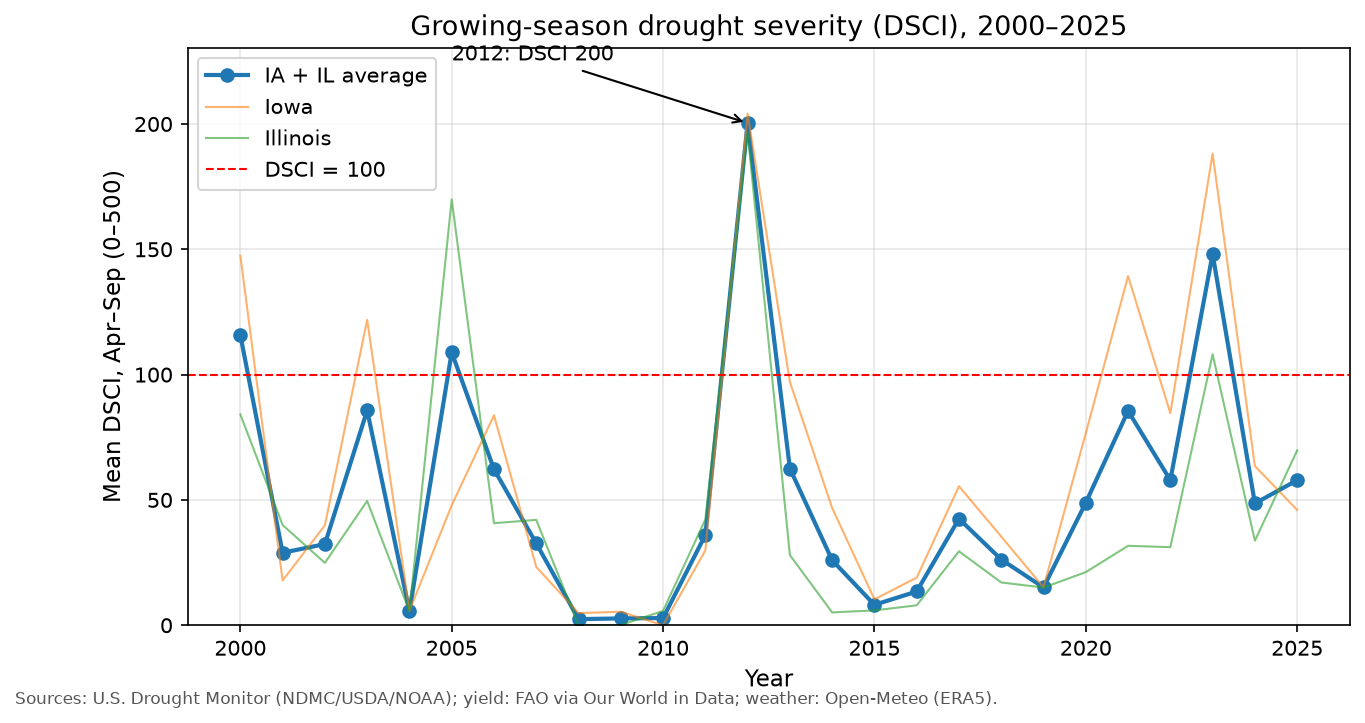 Growing-season drought severity (DSCI), 2000–2025
2012: DSCI 200
IA + IL average
Iowa
Illinois
DSCI = 100
Mean DSCI, Apr–Sep (0–500)
200
150
100
50
0
2000 2005 2010 2015 2020 2025
Year
Sources: U.S. Drought Monitor (NDMC/USDA/NOAA); yield: FAO via Our World in Data; weather: Open-Meteo (ERA5).